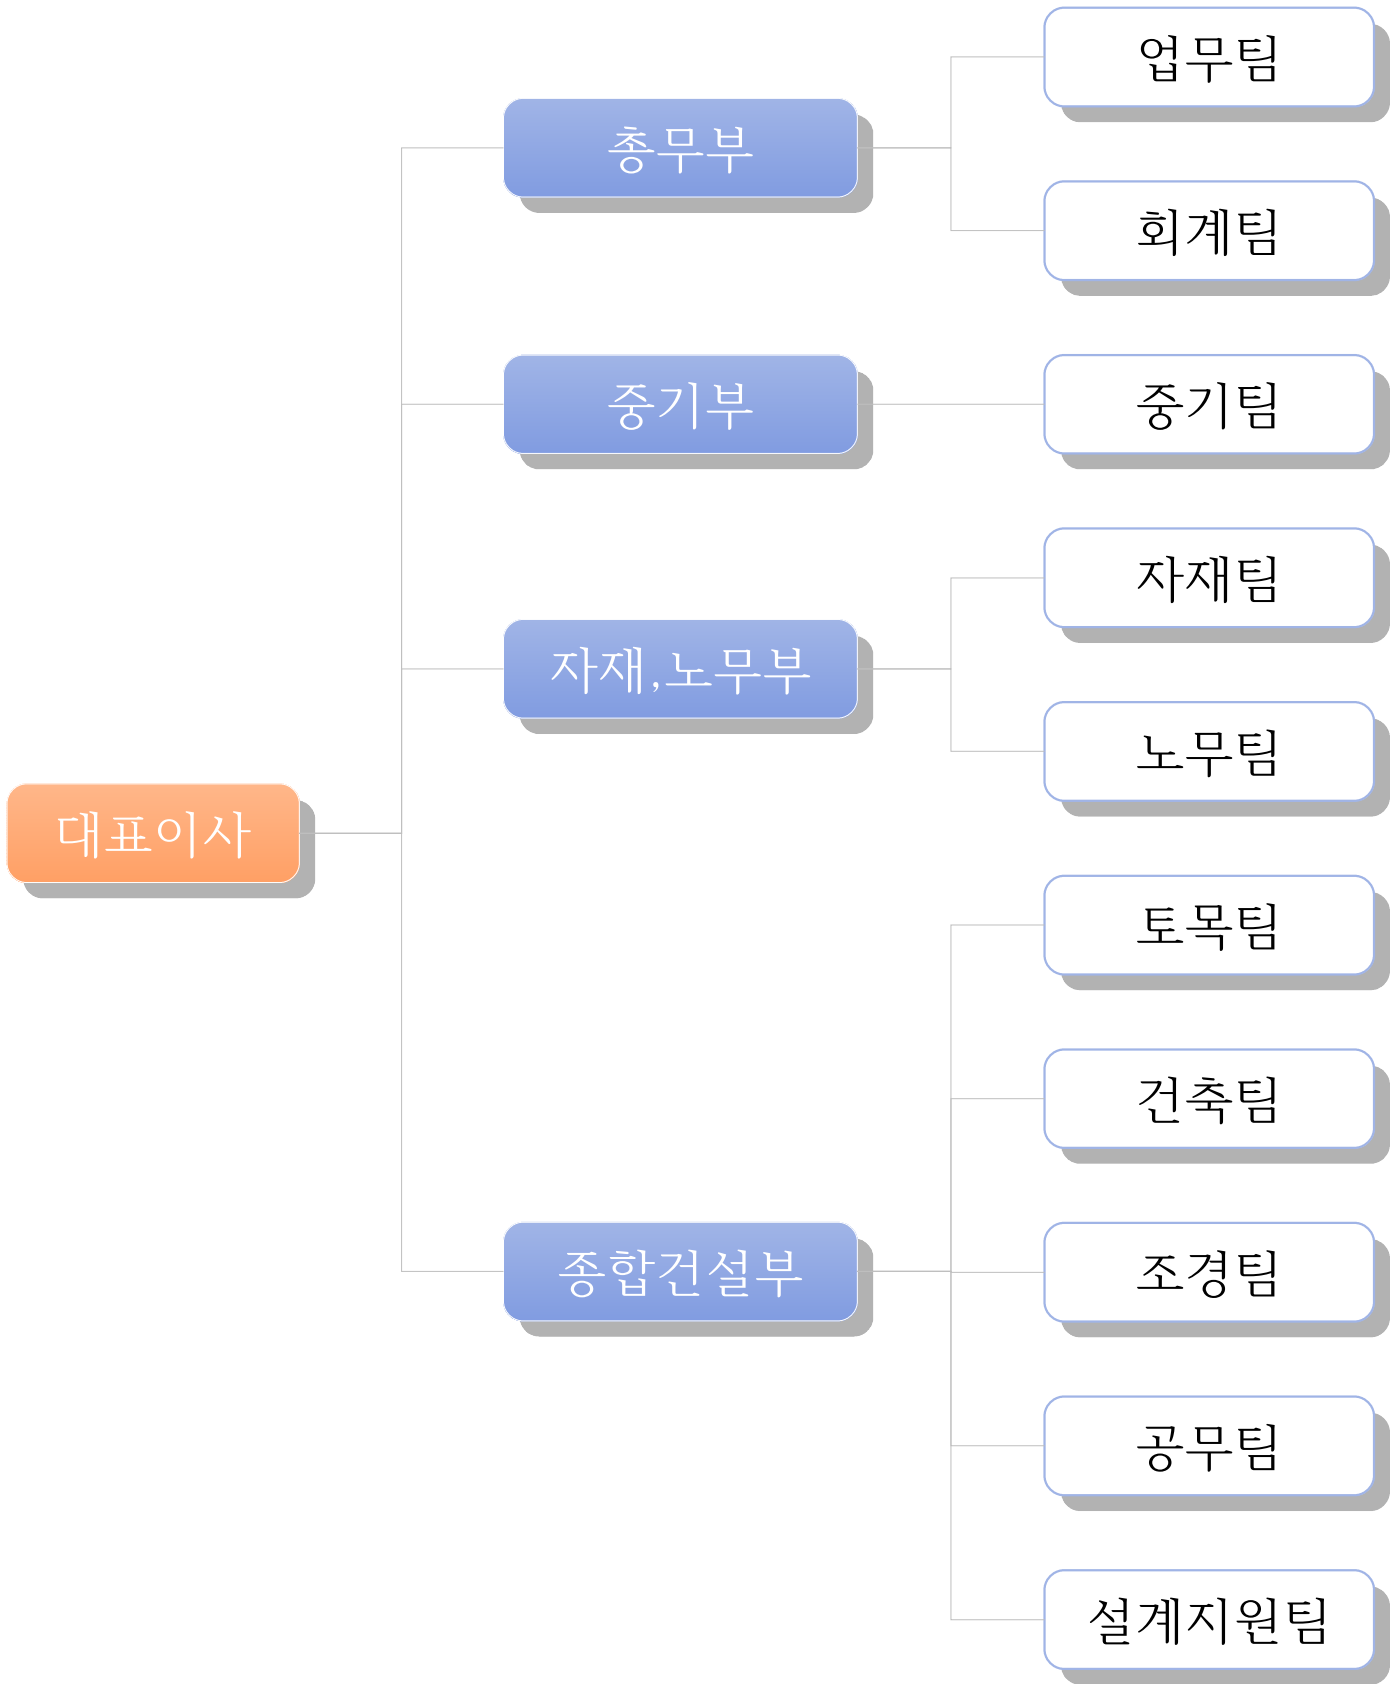 대표이사
총무부
업무팀
회계팀
중기부
중기팀
자재,노무부
자재팀
노무팀
종합건설부
토목팀
건축팀
조경팀
공무팀
설계지원팀